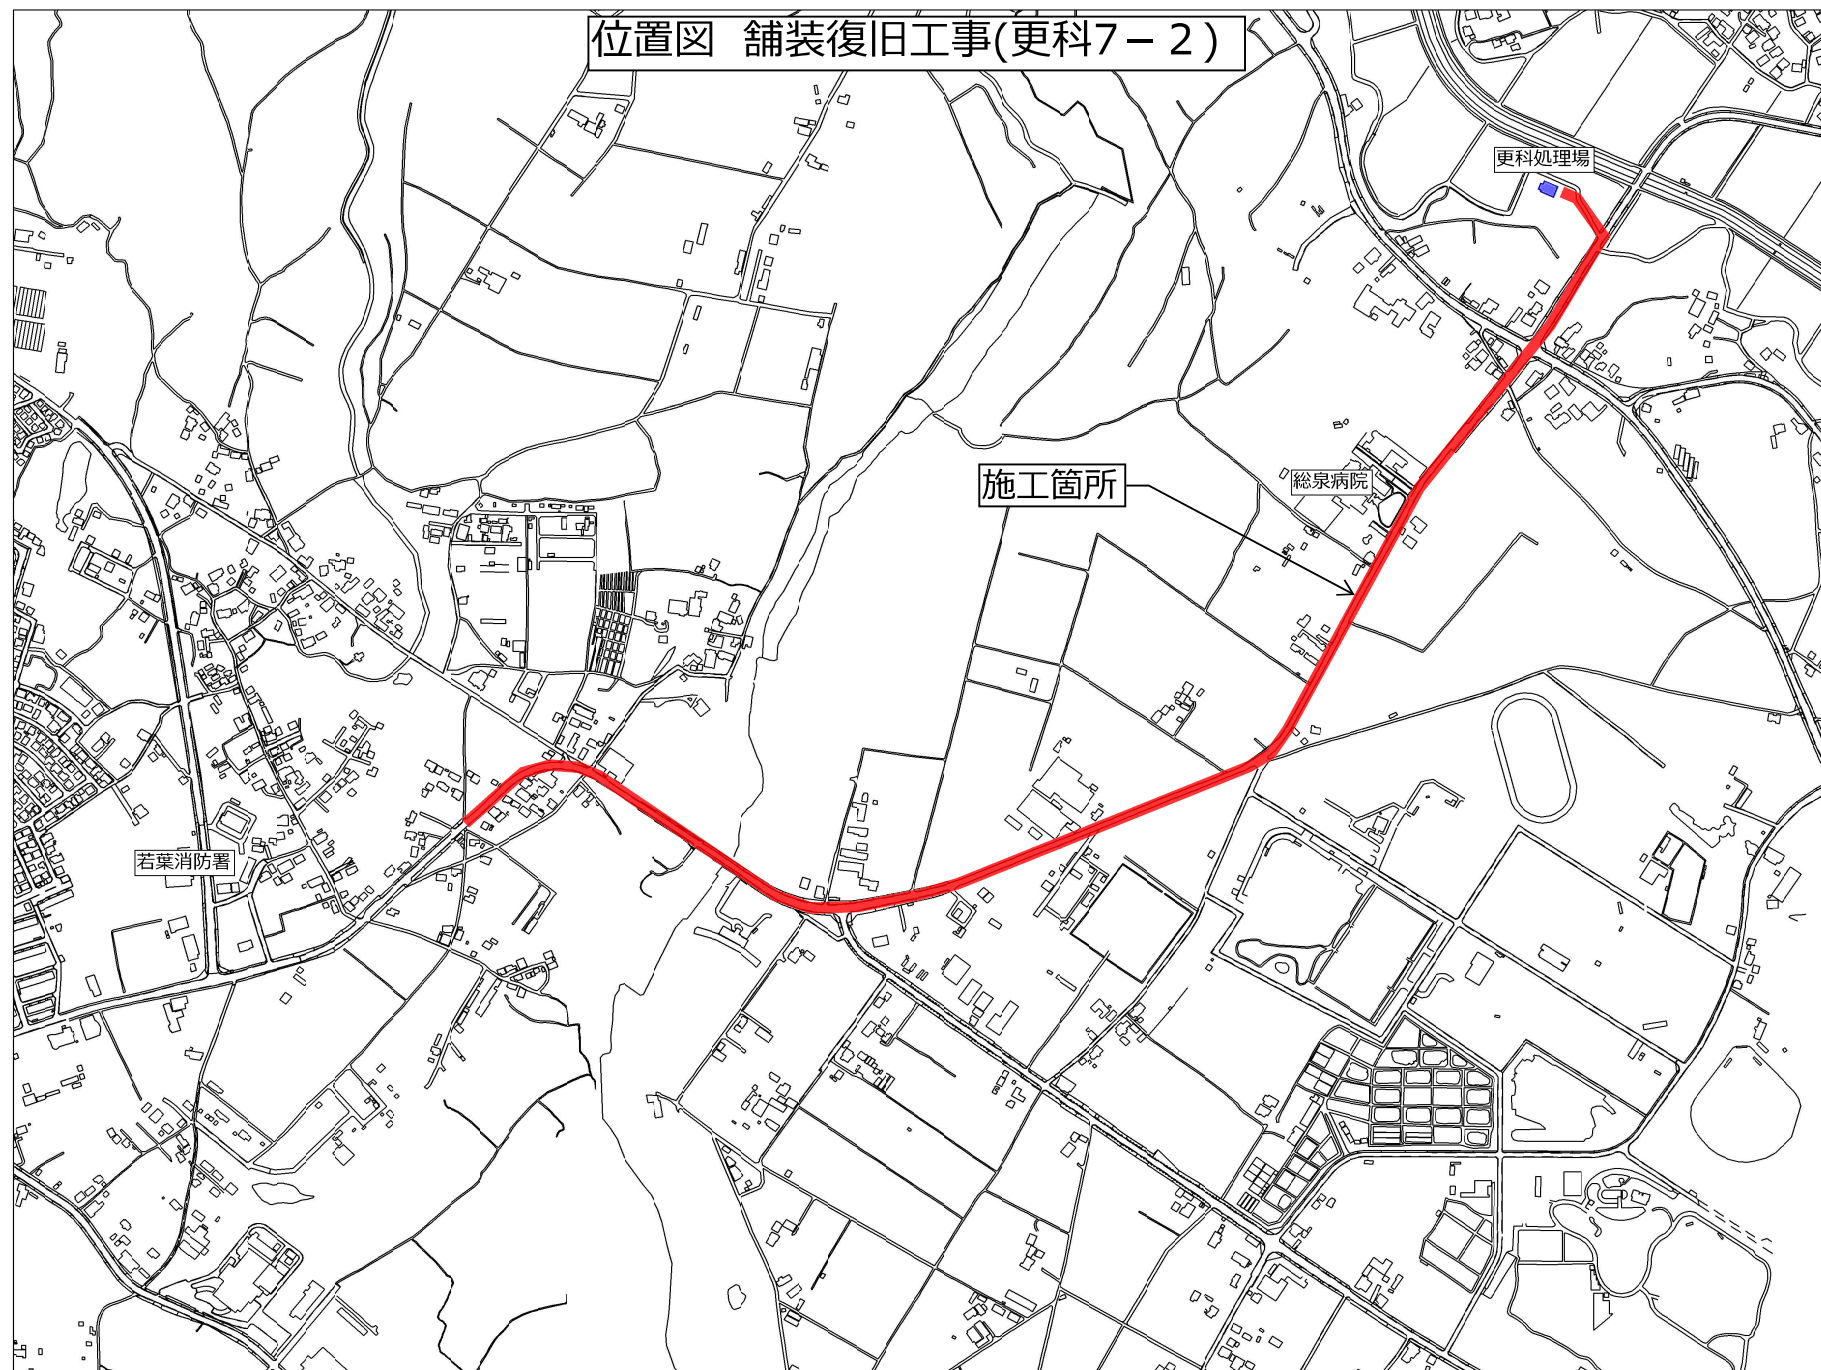 位置図 舗装復旧工事(更科7－２)
更科処理場
施工箇所
総泉病院
若葉消防署